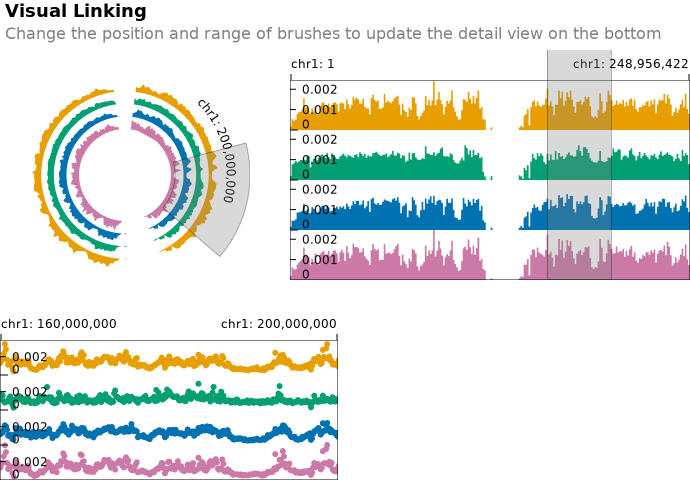 Visual Linking
Change the position and range of brushes to update the detail view on the bottom
chr1: 1
chr1: 248,956,422
0.002
0.001
0
0.002
0.001
0
0.002
0.001
0
0.002
0.001
0
chr1: 200,000,000
chr1: 160,000,000
chr1: 200,000,000
0.002
0
0.002
0
0.002
0
0.002
0